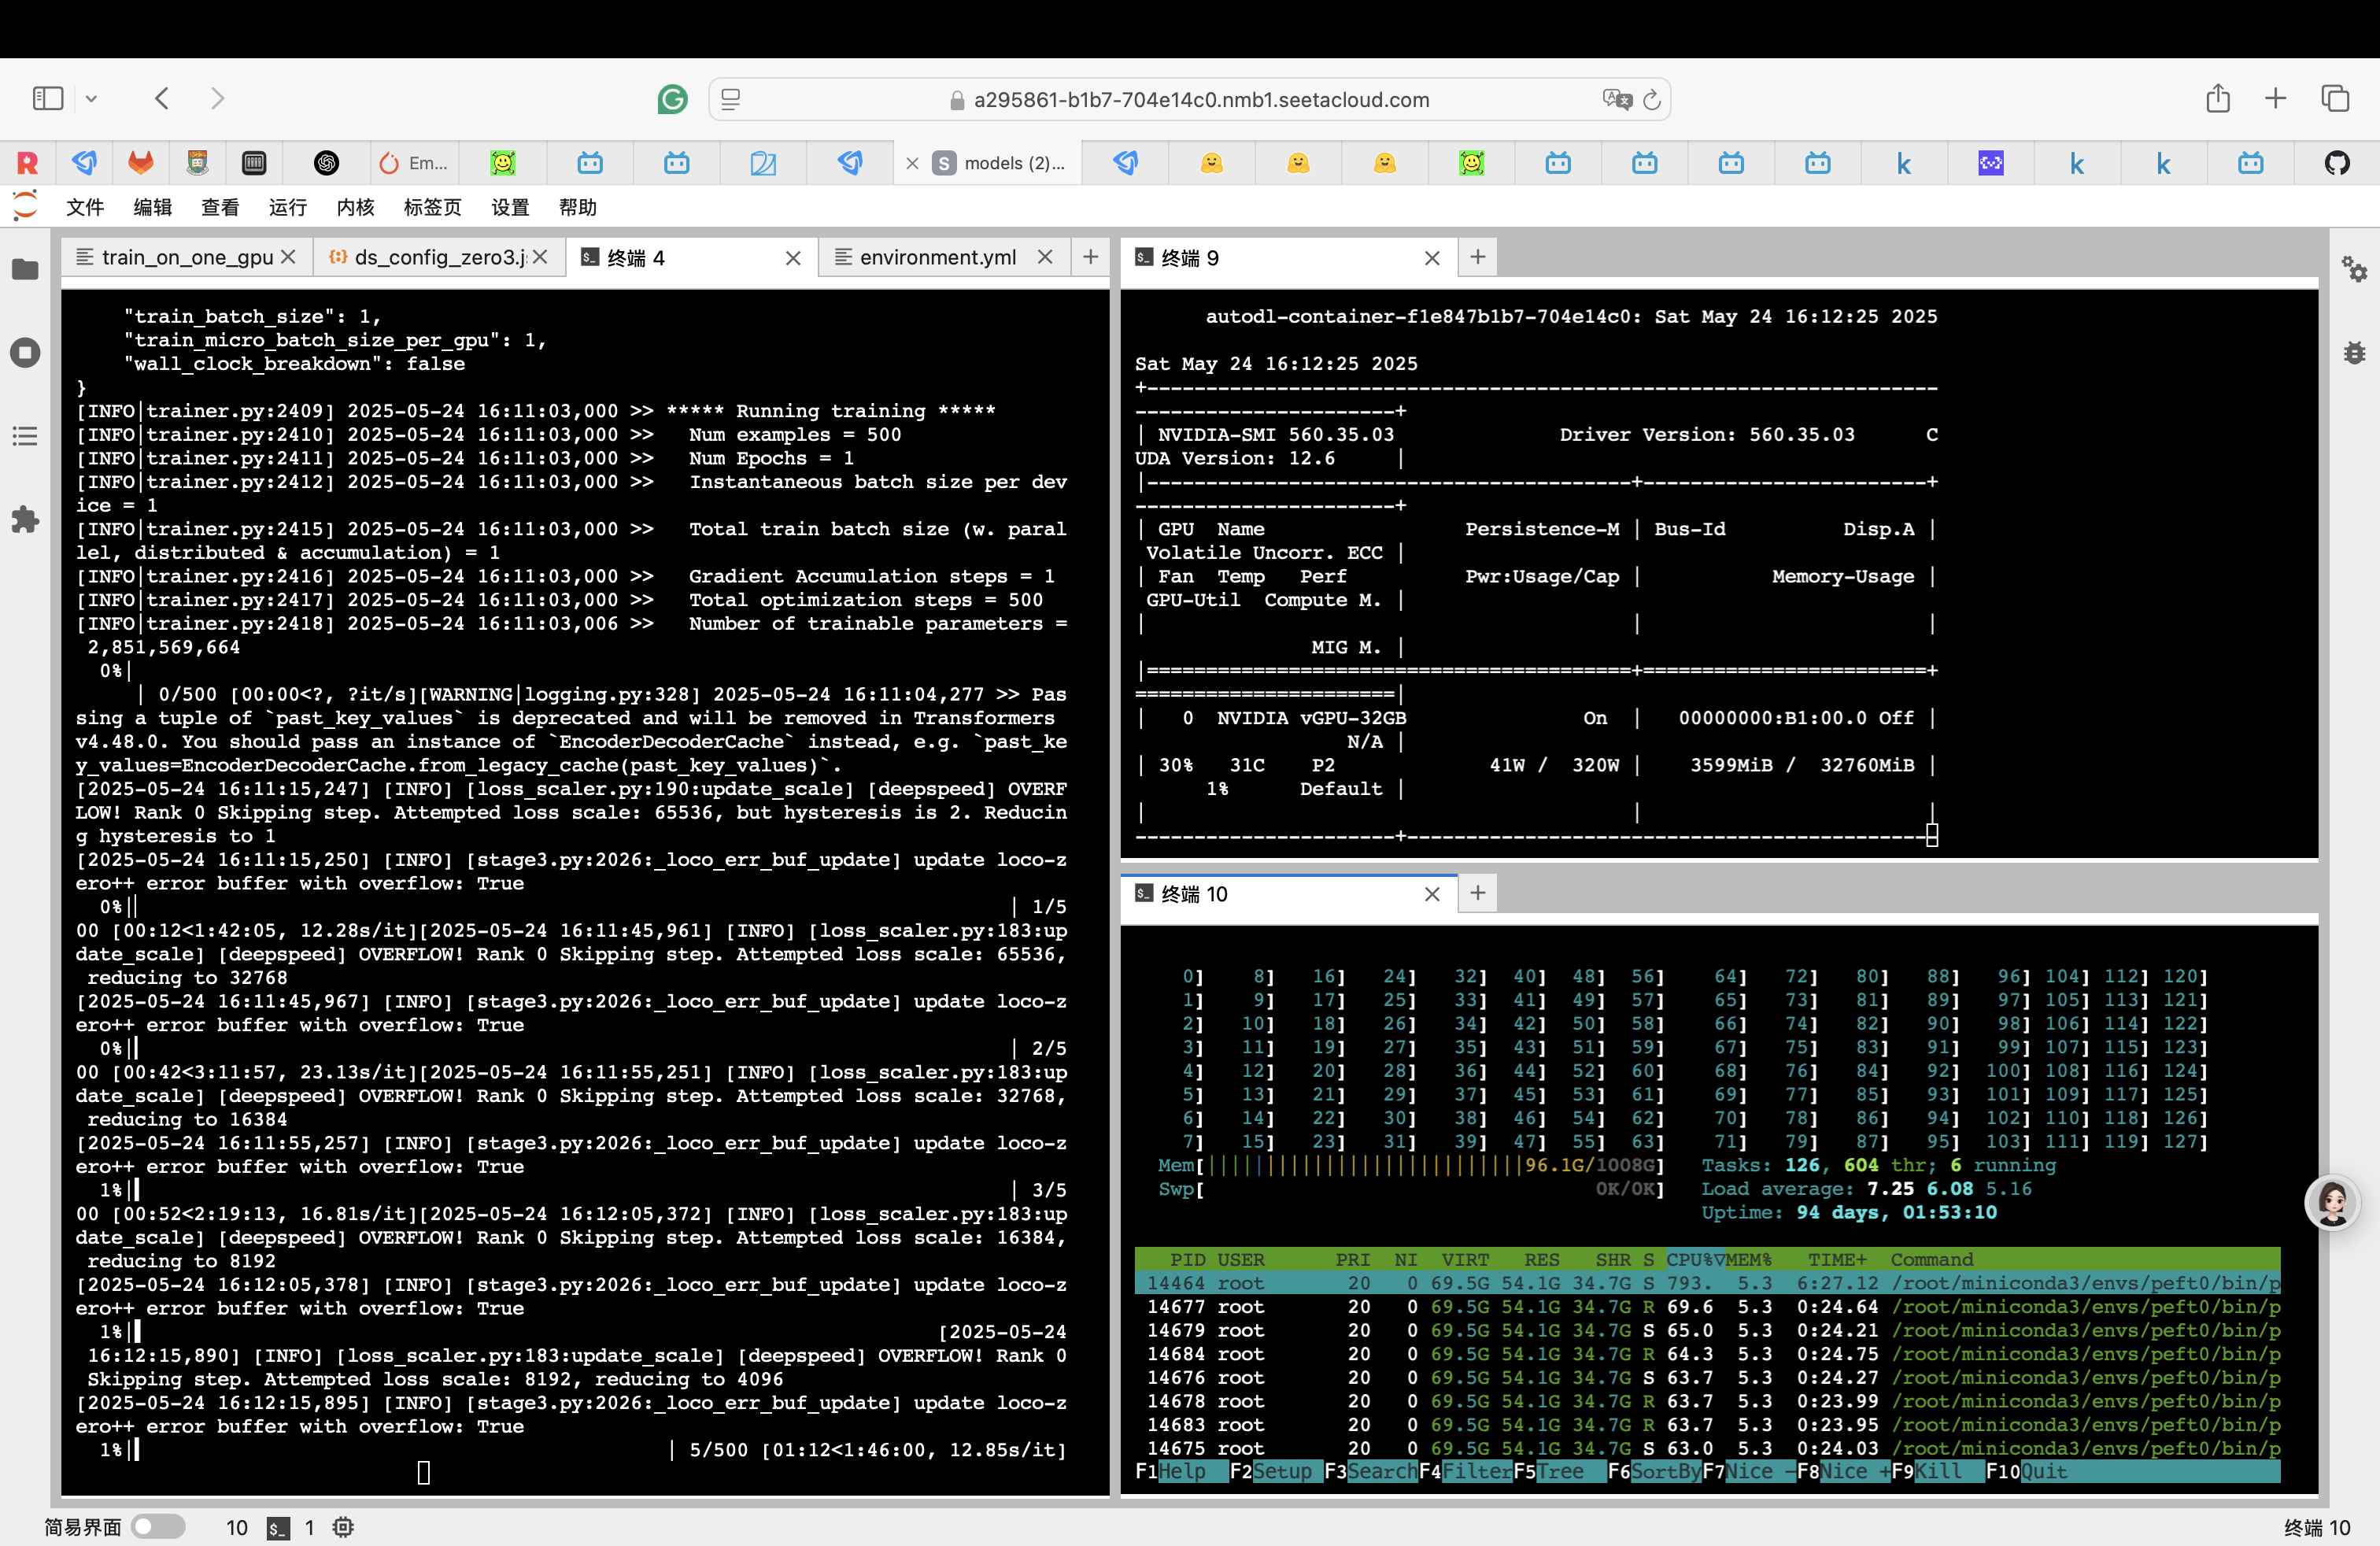 a295861-b1b7-704e14c0.nmb1.seetacloud.com
Em...
models (2)...
文件 编辑 查看 运行 内核 标签页 设置 帮助
train_on_one_gpu
ds_config_zero3.j
终端 4
environment.yml
"train_batch_size": 1,
"train_micro_batch_size_per_gpu": 1,
"wall_clock_breakdown": false
}
[INFO|trainer.py:2409] 2025-05-24 16:11:03,000 >> ***** Running training *****
[INFO|trainer.py:2410] 2025-05-24 16:11:03,000 >>   Num examples = 500
[INFO|trainer.py:2411] 2025-05-24 16:11:03,000 >>   Num Epochs = 1
[INFO|trainer.py:2412] 2025-05-24 16:11:03,000 >>   Instantaneous batch size per dev
ice = 1
[INFO|trainer.py:2415] 2025-05-24 16:11:03,000 >>   Total train batch size (w. paral
lel, distributed & accumulation) = 1
[INFO|trainer.py:2416] 2025-05-24 16:11:03,000 >>   Gradient Accumulation steps = 1
[INFO|trainer.py:2417] 2025-05-24 16:11:03,000 >>   Total optimization steps = 500
[INFO|trainer.py:2418] 2025-05-24 16:11:03,006 >>   Number of trainable parameters =
2,851,569,664
0%|
| 0/500 [00:00<?, ?it/s][WARNING|logging.py:328] 2025-05-24 16:11:04,277 >> Pas
sing a tuple of `past_key_values` is deprecated and will be removed in Transformers
v4.48.0. You should pass an instance of `EncoderDecoderCache` instead, e.g. `past_ke
y_values=EncoderDecoderCache.from_legacy_cache(past_key_values)`.
[2025-05-24 16:11:15,247] [INFO] [loss_scaler.py:190:update_scale] [deepspeed] OVERF
LOW! Rank 0 Skipping step. Attempted loss scale: 65536, but hysteresis is 2. Reducin
g hysteresis to 1
[2025-05-24 16:11:15,250] [INFO] [stage3.py:2026:_loco_err_buf_update] update loco-z
ero++ error buffer with overflow: True
0%| | 1/5
00 [00:12<1:42:05, 12.28s/it][2025-05-24 16:11:45,961] [INFO] [loss_scaler.py:183:up
date_scale] [deepspeed] OVERFLOW! Rank 0 Skipping step. Attempted loss scale: 65536,
reducing to 32768
[2025-05-24 16:11:45,967] [INFO] [stage3.py:2026:_loco_err_buf_update] update loco-z
ero++ error buffer with overflow: True
0%| | 2/5
00 [00:42<3:11:57, 23.13s/it][2025-05-24 16:11:55,251] [INFO] [loss_scaler.py:183:up
date_scale] [deepspeed] OVERFLOW! Rank 0 Skipping step. Attempted loss scale: 32768,
reducing to 16384
[2025-05-24 16:11:55,257] [INFO] [stage3.py:2026:_loco_err_buf_update] update loco-z
ero++ error buffer with overflow: True
1%| | 3/5
00 [00:52<2:19:13, 16.81s/it][2025-05-24 16:12:05,372] [INFO] [loss_scaler.py:183:up
date_scale] [deepspeed] OVERFLOW! Rank 0 Skipping step. Attempted loss scale: 16384,
reducing to 8192
[2025-05-24 16:12:05,378] [INFO] [stage3.py:2026:_loco_err_buf_update] update loco-z
ero++ error buffer with overflow: True
1%| [2025-05-24
16:12:15,890] [INFO] [loss_scaler.py:183:update_scale] [deepspeed] OVERFLOW! Rank 0
Skipping step. Attempted loss scale: 8192, reducing to 4096
[2025-05-24 16:12:15,895] [INFO] [stage3.py:2026:_loco_err_buf_update] update loco-z
ero++ error buffer with overflow: True
1%| | 5/500 [01:12<1:46:00, 12.85s/it]
终端 9
autodl-container-f1e847b1b7-704e14c0: Sat May 24 16:12:25 2025
Sat May 24 16:12:25 2025
+-------------------------------------------------------------------
----------------------+
| NVIDIA-SMI 560.35.03              Driver Version: 560.35.03      C
UDA Version: 12.6     |
|-----------------------------------------+------------------------+
----------------------+
| GPU  Name                 Persistence-M | Bus-Id          Disp.A |
Volatile Uncorr. ECC |
| Fan  Temp   Perf          Pwr:Usage/Cap |           Memory-Usage |
GPU-Util  Compute M. |
| | |
MIG M. |
|=========================================+========================+
======================|
|   0  NVIDIA vGPU-32GB               On  |   00000000:B1:00.0 Off |
N/A |
| 30%   31C    P2              41W /  320W |    3599MiB /  32760MiB |
1%      Default |
| | |
----------------------+---------------------------------------------
终端 10
0] 8] 16] 24] 32] 40] 48] 56] 64] 72] 80] 88] 96] 104] 112] 120]
1] 9] 17] 25] 33] 41] 49] 57] 65] 73] 81] 89] 97] 105] 113] 121]
2] 10] 18] 26] 34] 42] 50] 58] 66] 74] 82] 90] 98] 106] 114] 122]
3] 11] 19] 27] 35] 43] 51] 59] 67] 75] 83] 91] 99] 107] 115] 123]
4] 12] 20] 28] 36] 44] 52] 60] 68] 76] 84] 92] 100] 108] 116] 124]
5] 13] 21] 29] 37] 45] 53] 61] 69] 77] 85] 93] 101] 109] 117] 125]
6] 14] 22] 30] 38] 46] 54] 62] 70] 78] 86] 94] 102] 110] 118] 126]
7] 15] 23] 31] 39] 47] 55] 63] 71] 79] 87] 95] 103] 111] 119] 127]
Mem[|||||||||||||||||||||||||||96.1G/1008G] Tasks: 126, 604 thr; 6 running
Swp[ 0K/0K] Load average: 7.25 6.08 5.16
Uptime: 94 days, 01:53:10
PID USER PRI NI VIRT RES SHR S CPU%▽MEM% TIME+ Command
14464 root 20 0 69.5G 54.1G 34.7G S 793. 5.3 6:27.12 /root/miniconda3/envs/peft0/bin/p
14677 root 20 0 69.5G 54.1G 34.7G R 69.6 5.3 0:24.64 /root/miniconda3/envs/peft0/bin/p
14679 root 20 0 69.5G 54.1G 34.7G S 65.0 5.3 0:24.21 /root/miniconda3/envs/peft0/bin/p
14684 root 20 0 69.5G 54.1G 34.7G R 64.3 5.3 0:24.75 /root/miniconda3/envs/peft0/bin/p
14676 root 20 0 69.5G 54.1G 34.7G S 63.7 5.3 0:24.27 /root/miniconda3/envs/peft0/bin/p
14678 root 20 0 69.5G 54.1G 34.7G R 63.7 5.3 0:23.99 /root/miniconda3/envs/peft0/bin/p
14683 root 20 0 69.5G 54.1G 34.7G R 63.7 5.3 0:23.95 /root/miniconda3/envs/peft0/bin/p
14675 root 20 0 69.5G 54.1G 34.7G S 63.0 5.3 0:24.03 /root/miniconda3/envs/peft0/bin/p
F1Help F2Setup F3SearchF4FilterF5Tree F6SortByF7Nice -F8Nice +F9Kill F10Quit
简易界面 10 $_ 1 终端 10